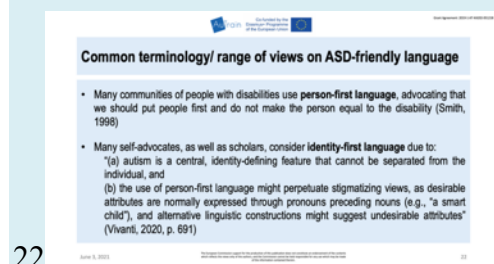 Co-funded by the
Erasmus+ Programme
of the European Union
Common terminology/ range of views on ASD-friendly language
• Many communities of people with disabilities use person-first language, advocating that
we should put people first and do not make the person equal to the disability (Smith,
1998)
• Many self-advocates, as well as scholars, consider identity-first language due to:
"(a) autism is a central, identity-defining feature that cannot be separated from the
individual, and
(b) the use of person-first language might perpetuate stigmatizing views, as desirable
attributes are normally expressed through pronouns preceding nouns (e.g., "a smart
child"), and alternative linguistic constructions might suggest undesirable attributes"
(Vivanti, 2020, p. 691)
June 5, 2021
22
22